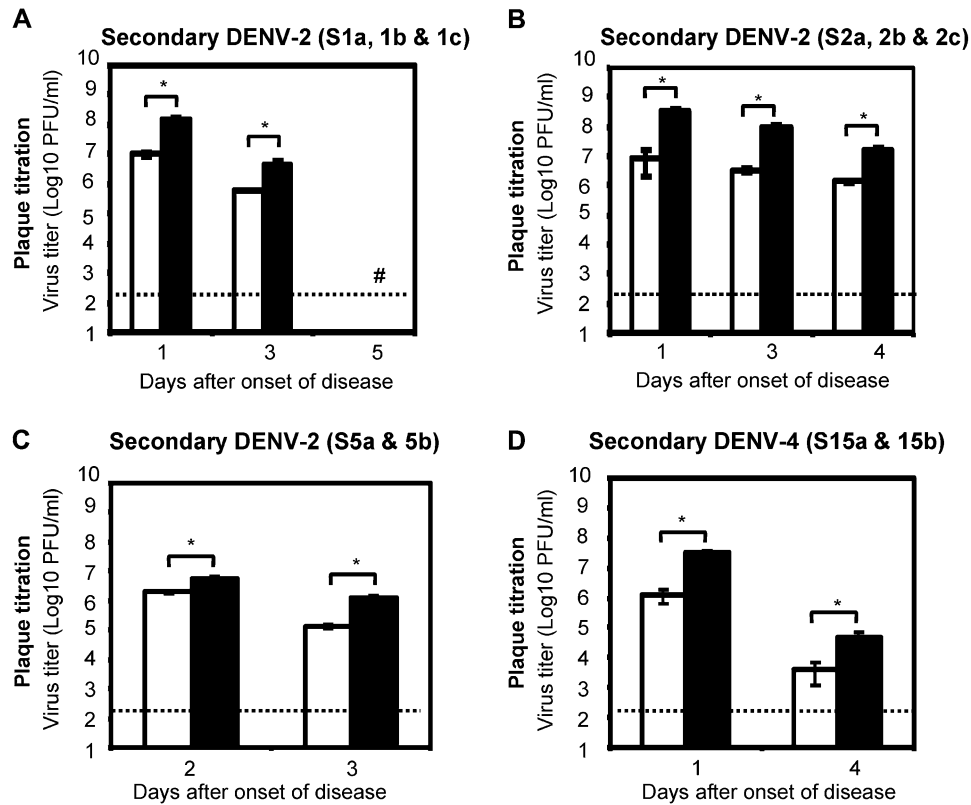 A
Secondary DENV-2 (S1a, 1b & 1c)
Plaque titration
Virus titer (Log10 PFU/ml)
10
9
8
7
6
5
4
3
2
1
*
*
#
1 3 5
Days after onset of disease
B
Secondary DENV-2 (S2a, 2b & 2c)
Plaque titration
Virus titer (Log10 PFU/ml)
10
9
8
7
6
5
4
3
2
1
*
*
*
1 3 4
Days after onset of disease
C
Secondary DENV-2 (S5a & 5b)
Plaque titration
Virus titer (Log10 PFU/ml)
10
9
8
7
6
5
4
3
2
1
*
*
2 3
Days after onset of disease
D
Secondary DENV-4 (S15a & 15b)
Plaque titration
Virus titer (Log10 PFU/ml)
10
9
8
7
6
5
4
3
2
1
*
*
1 4
Days after onset of disease